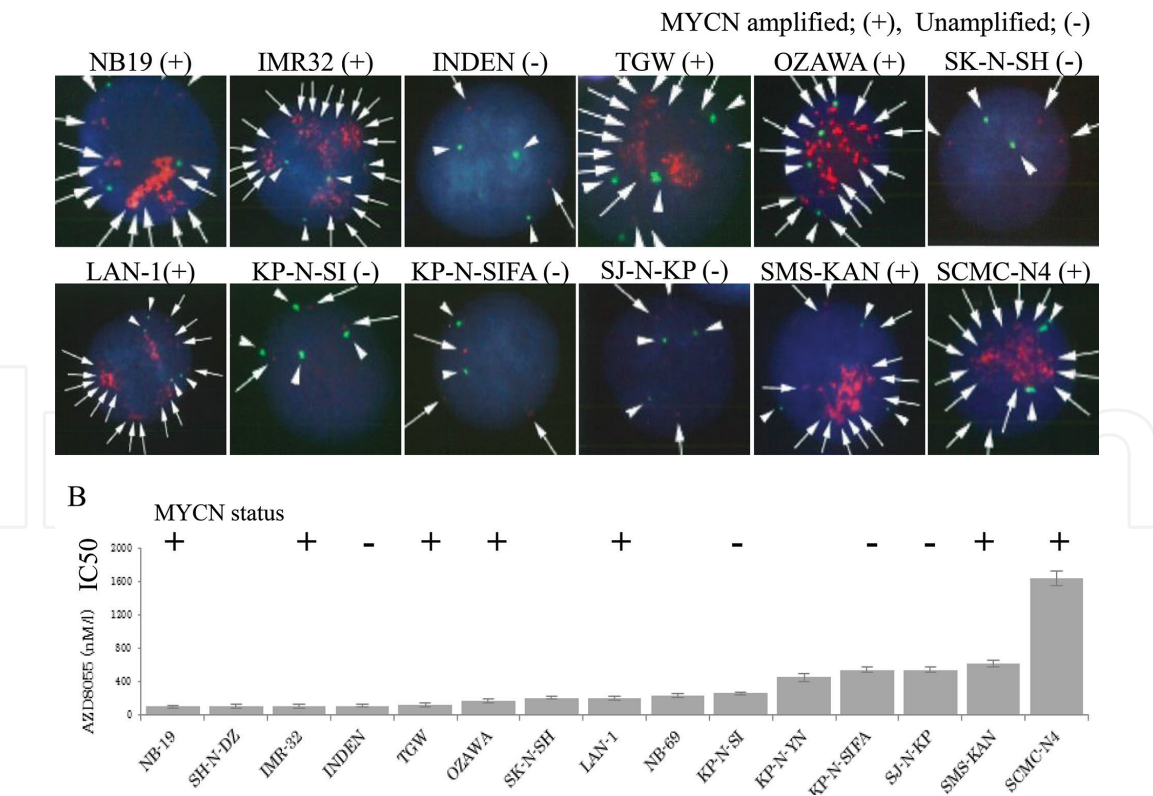 MYCN amplified; (+), Unamplified; (-)
NB19 (+) IMR32 (+) INDEN (-) TGW (+) OZAWA (+) SK-N-SH (-)
LAN-1(+) KP-N-SI (-) KP-N-SIFA (-) SJ-N-KP (-) SMS-KAN (+) SCMC-N4 (+)
B
MYCN status
+ + - + + + - - - + +
AZD8055 (nM/l) IC50
2000
1600
1200
800
400
0
NB-19 SH-N-DZ IMR-32 INDEN TGW OZAWA SK-N-SH LAN-1 NB-69 KP-N-SI KP-N-YN KP-N-SIFA SJ-N-KP SMS-KAN SCMC-N4